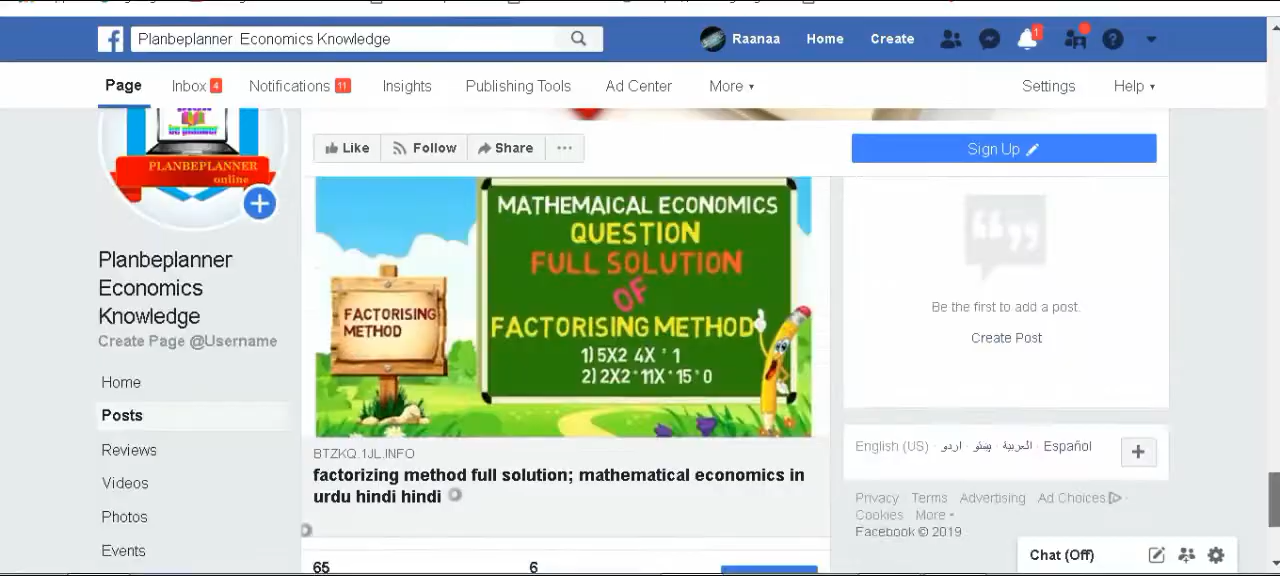 Planbeplanner Economics Knowledge
Raanaa
Home
Create
1
Page
Inbox 4
Notifications 11
Insights
Publishing Tools
Ad Center
More
Settings
Help
be planner
PLANBEPLANNER
online
Like
Follow
Share
Sign Up
Planbeplanner
Economics
Knowledge
Create Page @Username
Home
Posts
Reviews
Videos
Photos
Events
MATHEMAICAL ECONOMICS
QUESTION
FULL SOLUTION
OF
FACTORISING METHOD
1) 5X2 4X * 1
2) 2X2*11X*15*0
FACTORISING
METHOD
BTZKQ.1JL.INFO
factorizing method full solution; mathematical economics in
urdu hindi hindi
65
6
Be the first to add a post.
Create Post
English (US) · اردو · پښتو · العربية · Español
Privacy · Terms · Advertising · Ad Choices ·
Cookies · More
Facebook © 2019
Chat (Off)